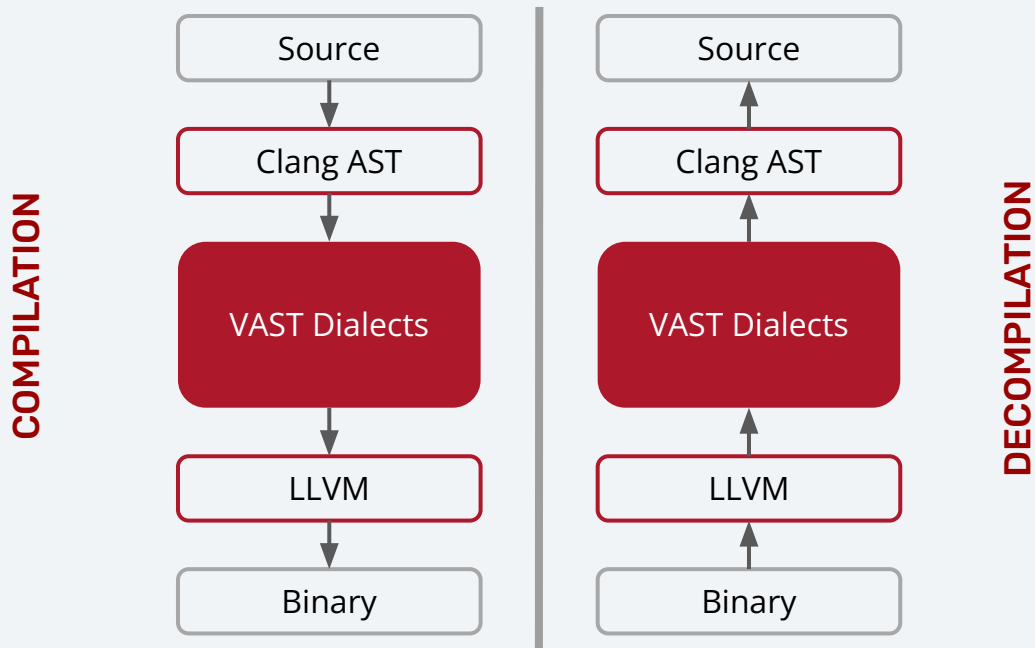 COMPILATION
Source
Clang AST
VAST Dialects
LLVM
Binary
Source
Clang AST
VAST Dialects
LLVM
Binary
DECOMPILATION